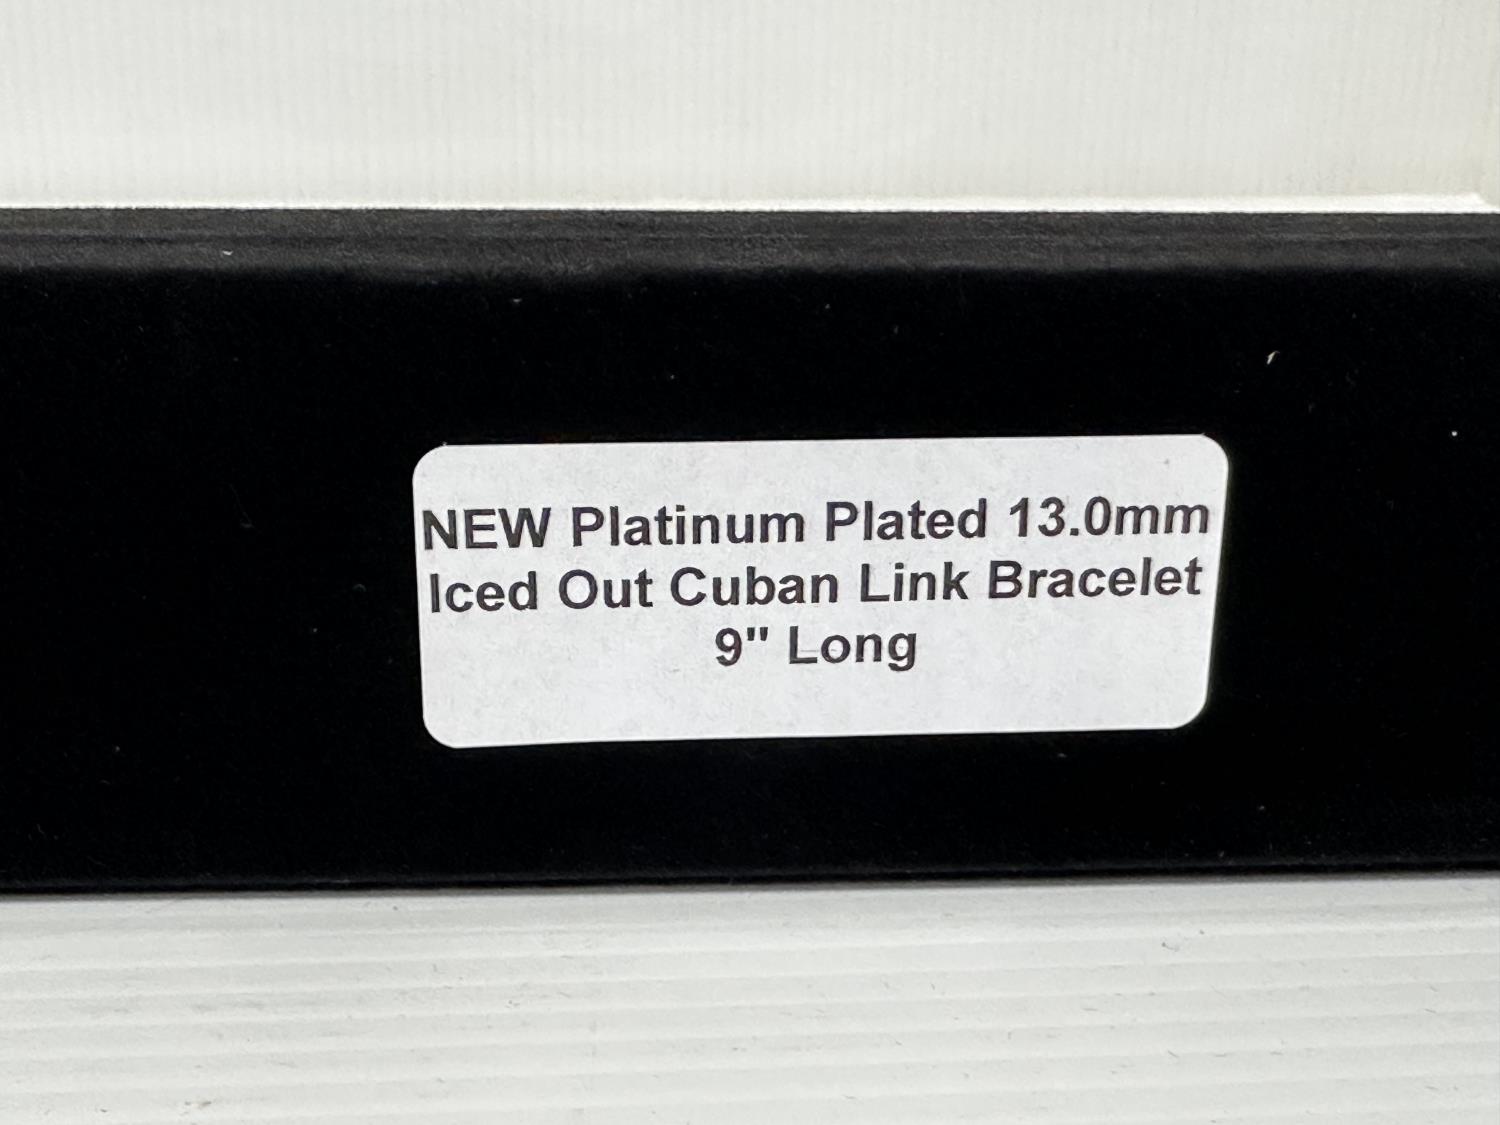 NEW Platinum Plated 13.0mm
Iced Out Cuban Link Bracelet
9" Long